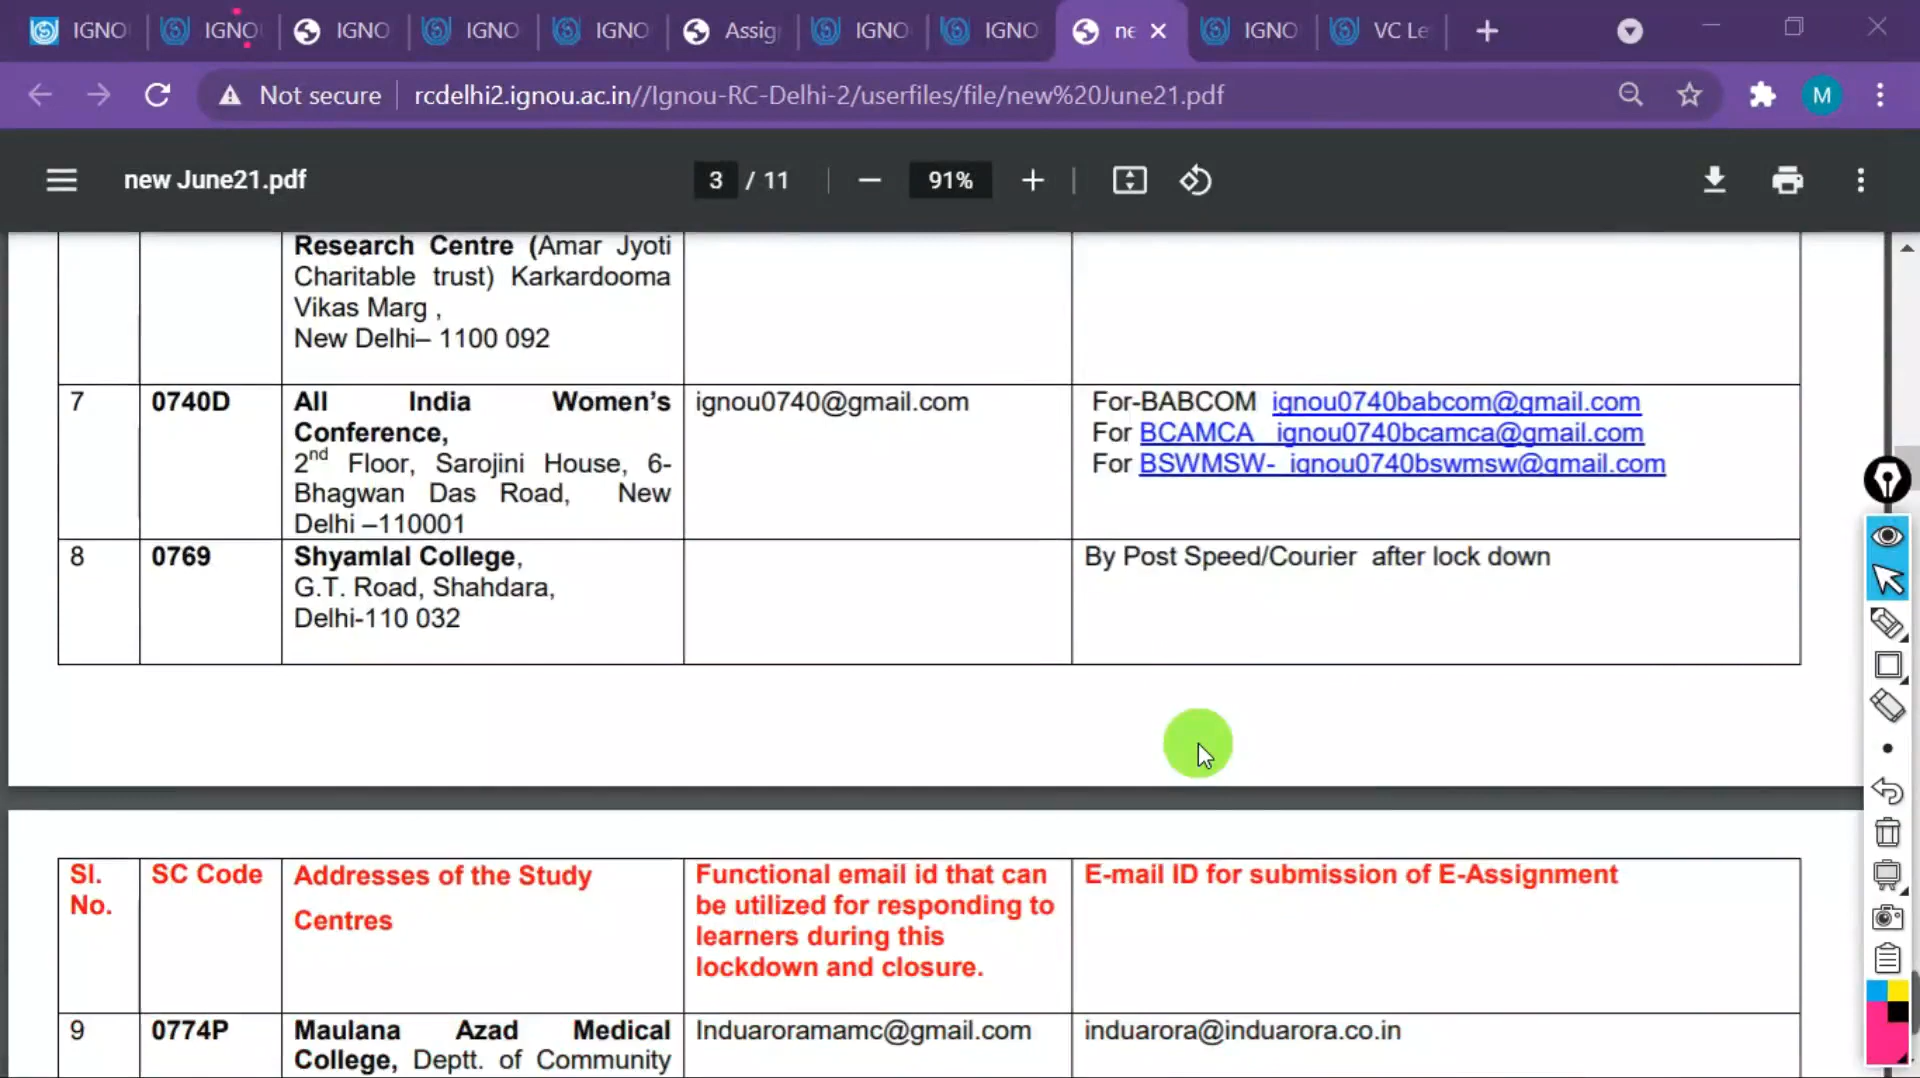 IGNO IGNO IGNO IGNO IGNO Assig IGNO IGNO ne IGNO VC Le
Not secure rcdelhi2.ignou.ac.in//Ignou-RC-Delhi-2/userfiles/file/new%20June21.pdf M
new June21.pdf 3 / 11 91%
Research Centre (Amar Jyoti
Charitable trust) Karkardooma
Vikas Marg ,
New Delhi– 1100 092
7 0740D All India Women's ignou0740@gmail.com For-BABCOM ignou0740babcom@gmail.com
Conference, For BCAMCA ignou0740bcamca@gmail.com
2nd Floor, Sarojini House, 6- For BSWMSW- ignou0740bswmsw@gmail.com
Bhagwan Das Road, New
Delhi –110001
8 0769 Shyamlal College, By Post Speed/Courier after lock down
G.T. Road, Shahdara,
Delhi-110 032
Sl. SC Code Addresses of the Study Functional email id that can E-mail ID for submission of E-Assignment
No. Centres be utilized for responding to
learners during this
lockdown and closure.
9 0774P Maulana Azad Medical Induaroramamc@gmail.com induarora@induarora.co.in
College, Deptt. of Community